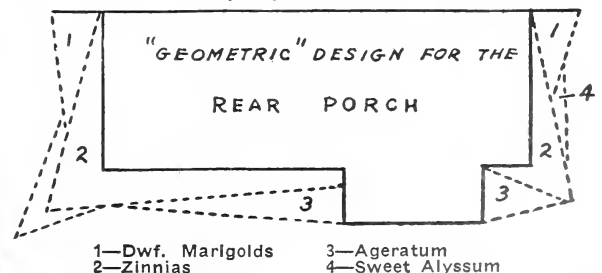 1
1
"GEOMETRIC" DESIGN FOR THE
4
REAR PORCH
2
2
3
3
1—Dwf. Marigolds
3—Ageratum
2—Zinnias
4—Sweet Alyssum